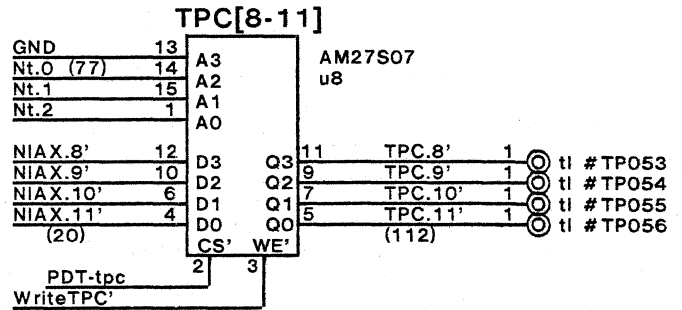 TPC[8-11]
GND 13 A3 AM27S07
Nt.0 (77) 14 A2 u8
Nt.1 15 A1
Nt.2 1 A0
NIAX.8' 12 D3 Q3 11 TPC.8' 1 tl #TP053
NIAX.9' 10 D2 Q2 9 TPC.9' 1 tl #TP054
NIAX.10' 6 D1 Q1 7 TPC.10' 1 tl #TP055
NIAX.11' 4 D0 Q0 5 TPC.11' 1 tl #TP056
(20) CS' WE' (112)
PDT-tpc 2 3
WriteTPC'